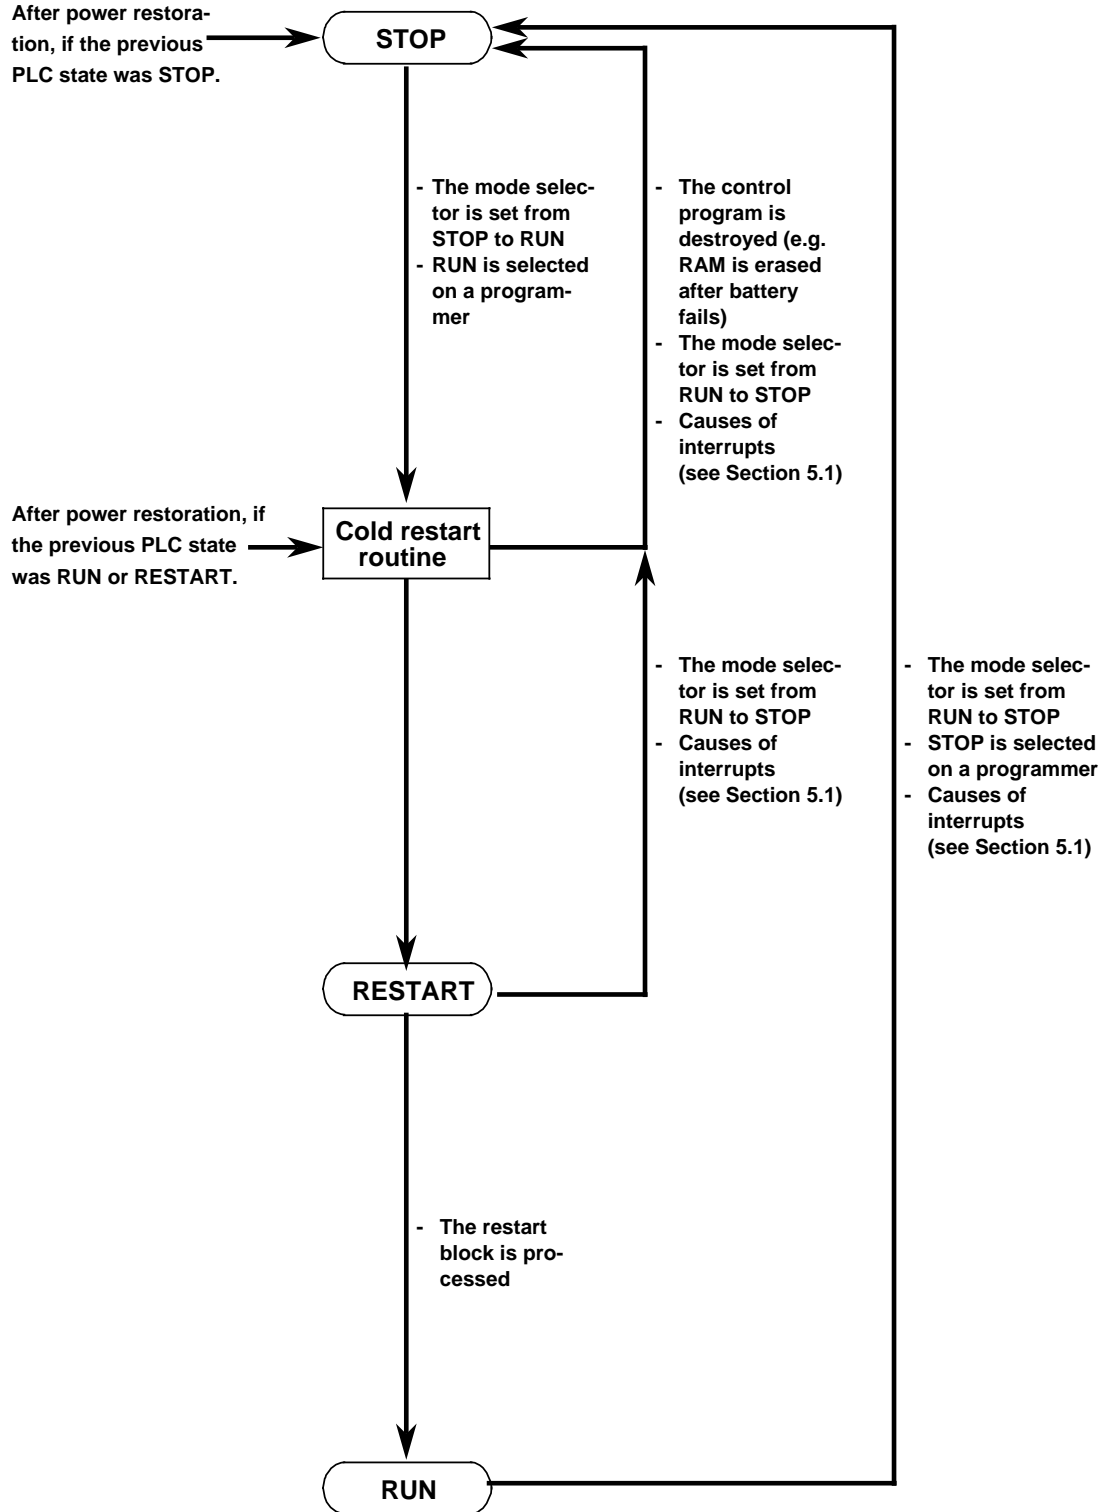 After power restora-
tion, if the previous
PLC state was STOP.
STOP
- The mode selec-
tor is set from
STOP to RUN
- RUN is selected
on a program-
mer
- The control
program is
destroyed (e.g.
RAM is erased
after battery
fails)
- The mode selec-
tor is set from
RUN to STOP
- Causes of
interrupts
(see Section 5.1)
After power restoration, if
the previous PLC state
was RUN or RESTART.
Cold restart
routine
- The mode selec-
tor is set from
RUN to STOP
- Causes of
interrupts
(see Section 5.1)
- The mode selec-
tor is set from
RUN to STOP
- STOP is selected
on a programmer
- Causes of
interrupts
(see Section 5.1)
RESTART
- The restart
block is pro-
cessed
RUN